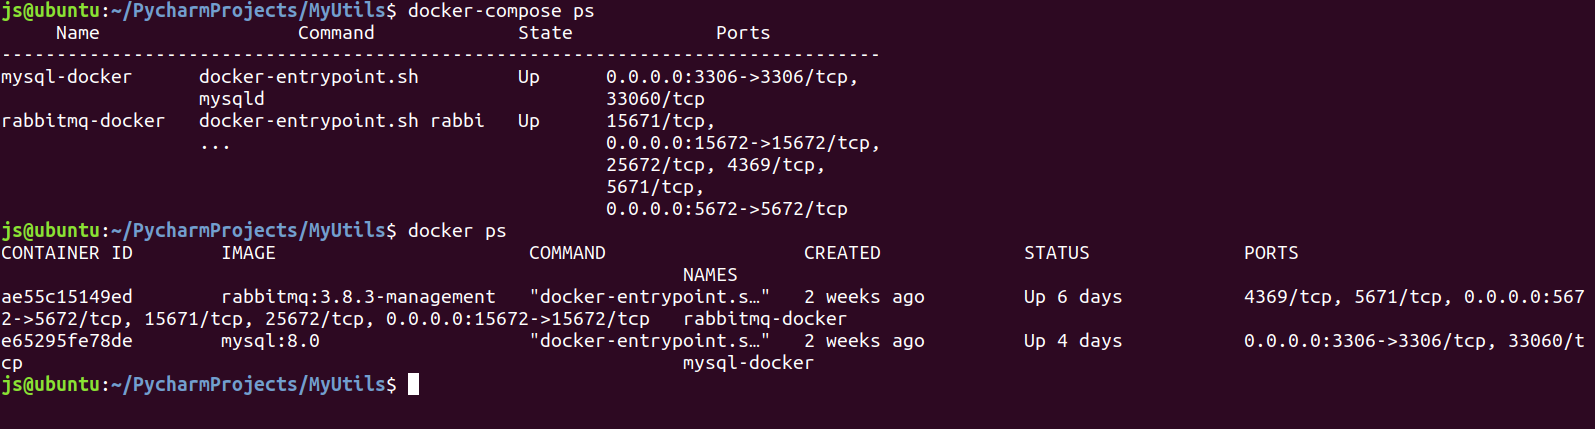 js@ubuntu:~/PycharmProjects/MyUtils$ docker-compose ps
     Name                  Command             State             Ports
--------------------------------------------------------------------------------
mysql-docker      docker-entrypoint.sh         Up      0.0.0.0:3306->3306/tcp,
                  mysqld                               33060/tcp
rabbitmq-docker   docker-entrypoint.sh rabbi   Up      15671/tcp,
                  ...                                  0.0.0.0:15672->15672/tcp,
                                                       25672/tcp, 4369/tcp,
                                                       5671/tcp,
                                                       0.0.0.0:5672->5672/tcp
js@ubuntu:~/PycharmProjects/MyUtils$ docker ps
CONTAINER ID        IMAGE                       COMMAND                  CREATED             STATUS              PORTS
                                                              NAMES
ae55c15149ed        rabbitmq:3.8.3-management   "docker-entrypoint.s…"   2 weeks ago         Up 6 days           4369/tcp, 5671/tcp, 0.0.0.0:567
2->5672/tcp, 15671/tcp, 25672/tcp, 0.0.0.0:15672->15672/tcp   rabbitmq-docker
e65295fe78de        mysql:8.0                   "docker-entrypoint.s…"   2 weeks ago         Up 4 days           0.0.0.0:3306->3306/tcp, 33060/t
cp                                                            mysql-docker
js@ubuntu:~/PycharmProjects/MyUtils$